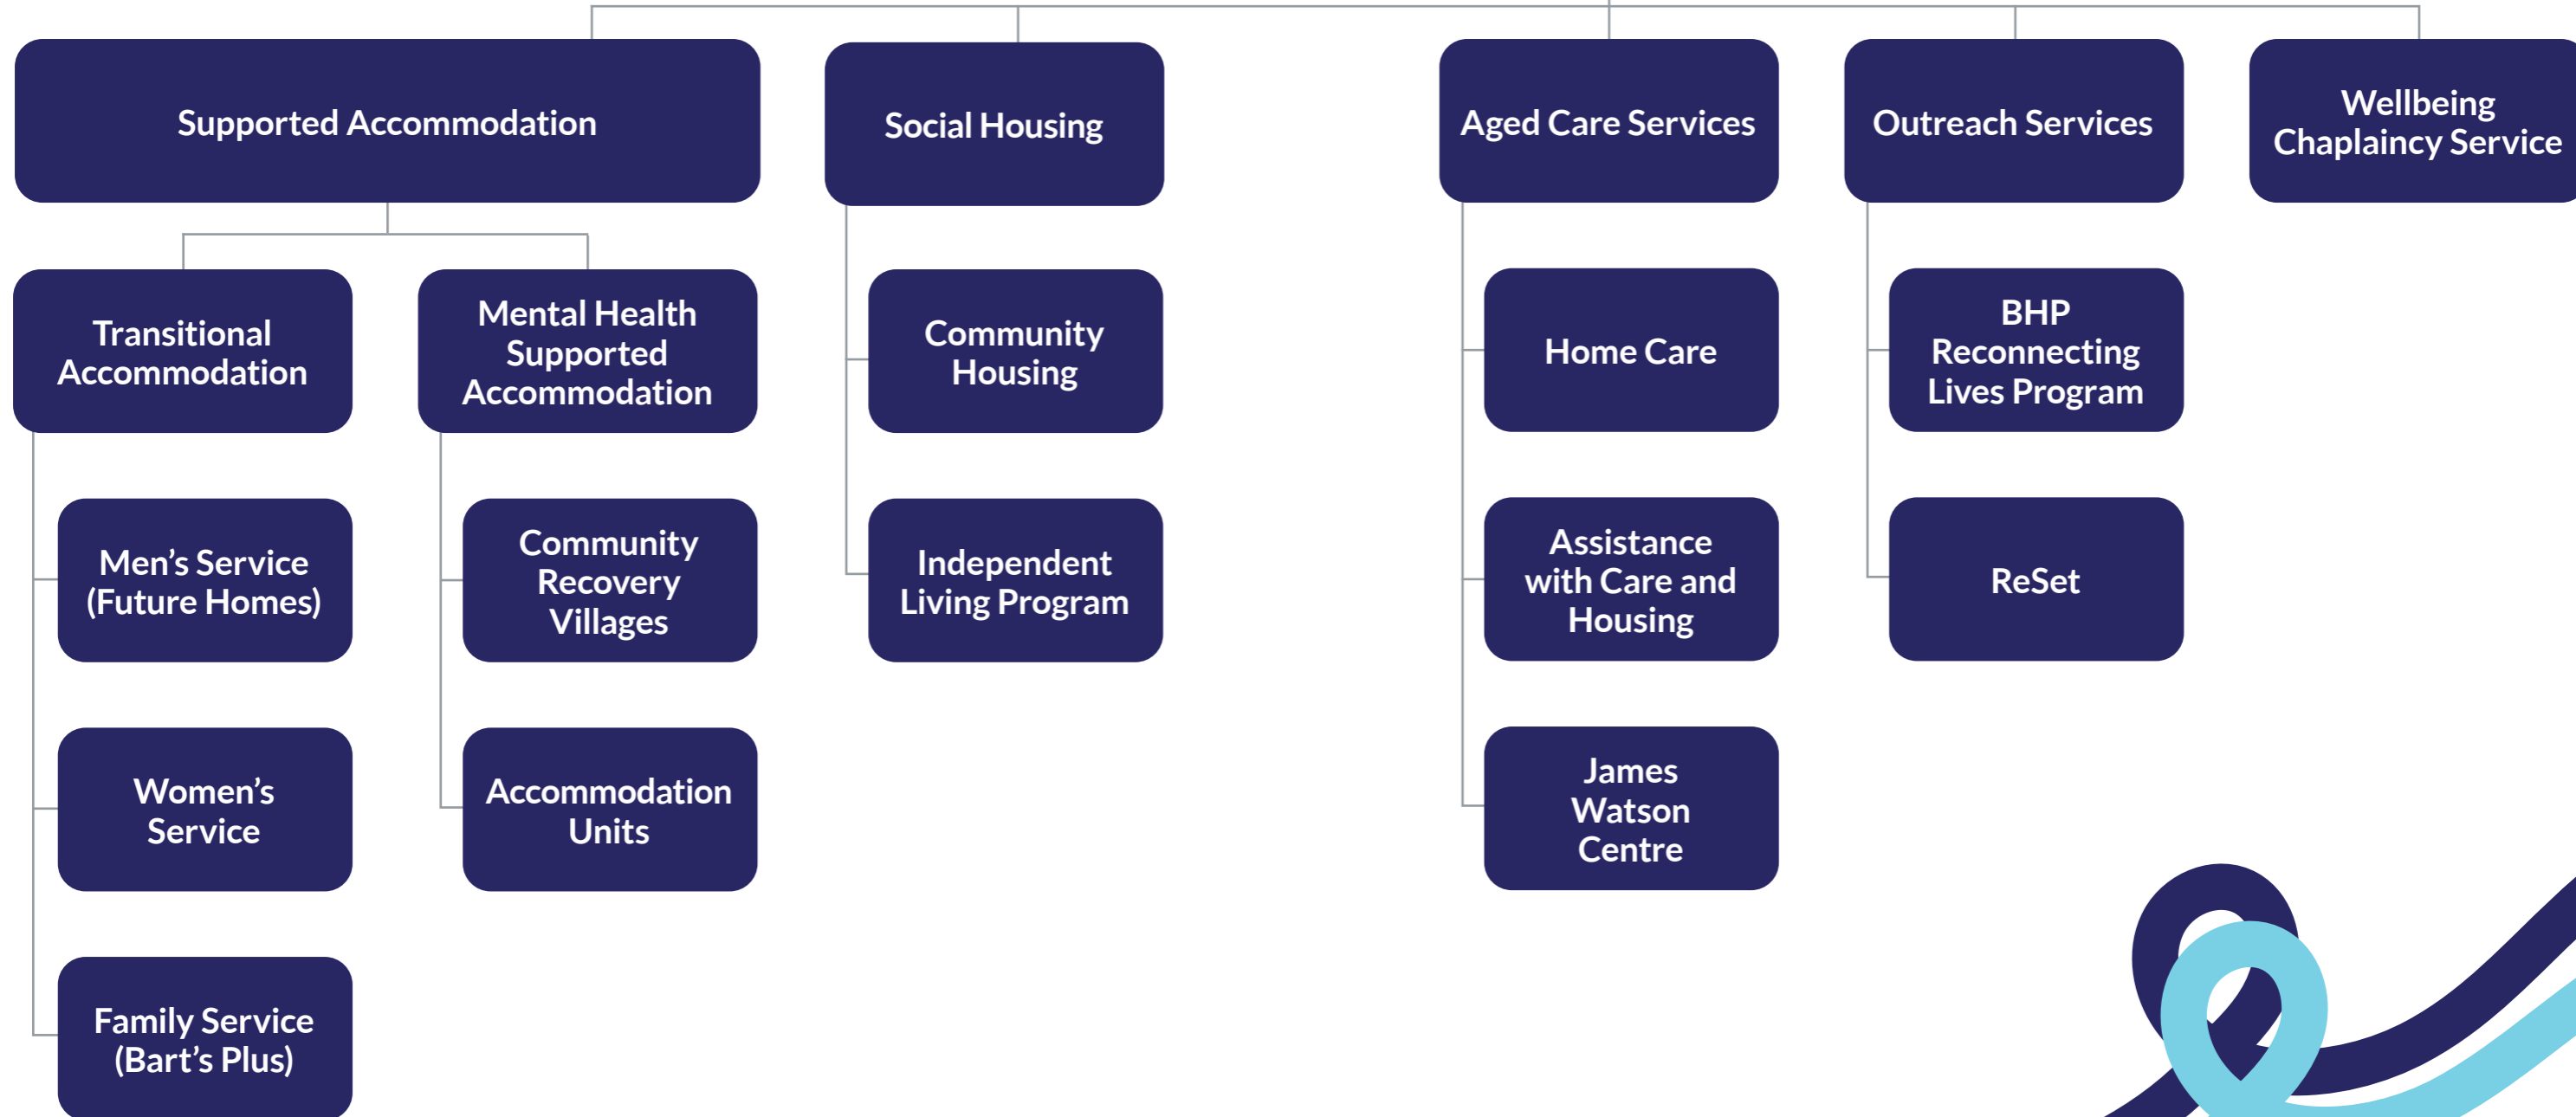 Supported Accommodation
Social Housing
Aged Care Services
Outreach Services
Wellbeing
Chaplaincy Service
Transitional
Accommodation
Mental Health
Supported
Accommodation
Community
Housing
Home Care
BHP
Reconnecting
Lives Program
Men’s Service
(Future Homes)
Community
Recovery
Villages
Independent
Living Program
Assistance
with Care and
Housing
ReSet
Women’s
Service
Accommodation
Units
James
Watson
Centre
Family Service
(Bart’s Plus)